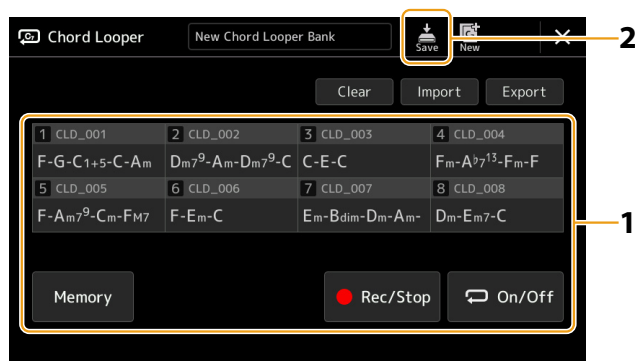 Chord Looper New Chord Looper Bank Save New 2
Clear Import Export
1 CLD_001 2 CLD_002 3 CLD_003 4 CLD_004
F-G-C1+5-C-Am Dm7⁹-Am-Dm7⁹-C C-E-C Fm-A♭7¹³-Fm-F
5 CLD_005 6 CLD_006 7 CLD_007 8 CLD_008
F-Am7⁹-Cm-FM7 F-Em-C Em-Bdim-Dm-Am- Dm-Em7-C
1
Memory Rec/Stop On/Off